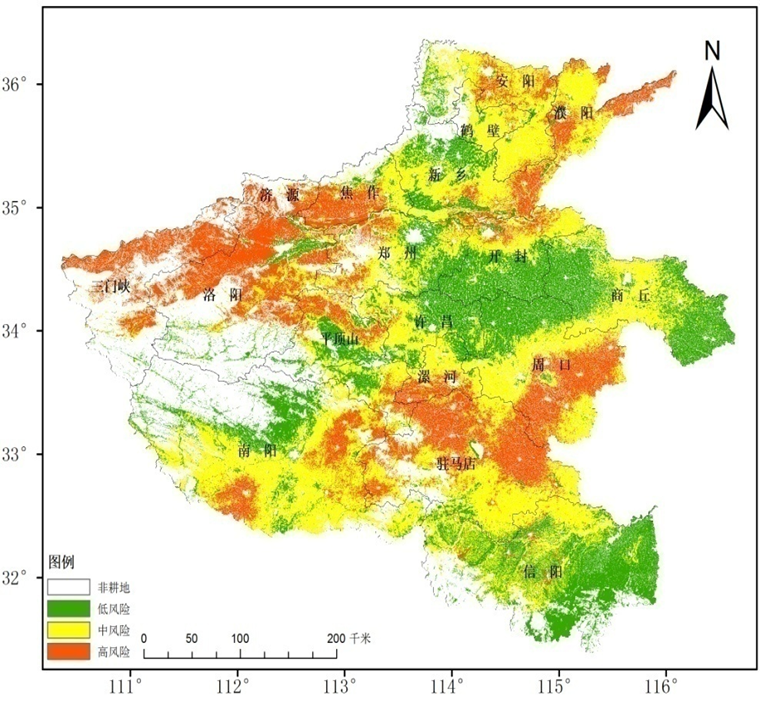 N
36°
35°
34°
33°
32°
安阳
濮阳
鹤壁
新乡
济源
焦作
郑州
开封
三门峡
洛阳
商丘
许昌
平顶山
周口
漯河
南阳
驻马店
信阳
图例
非耕地
低风险
中风险
高风险
0 50 100 200 千米
111° 112° 113° 114° 115° 116°